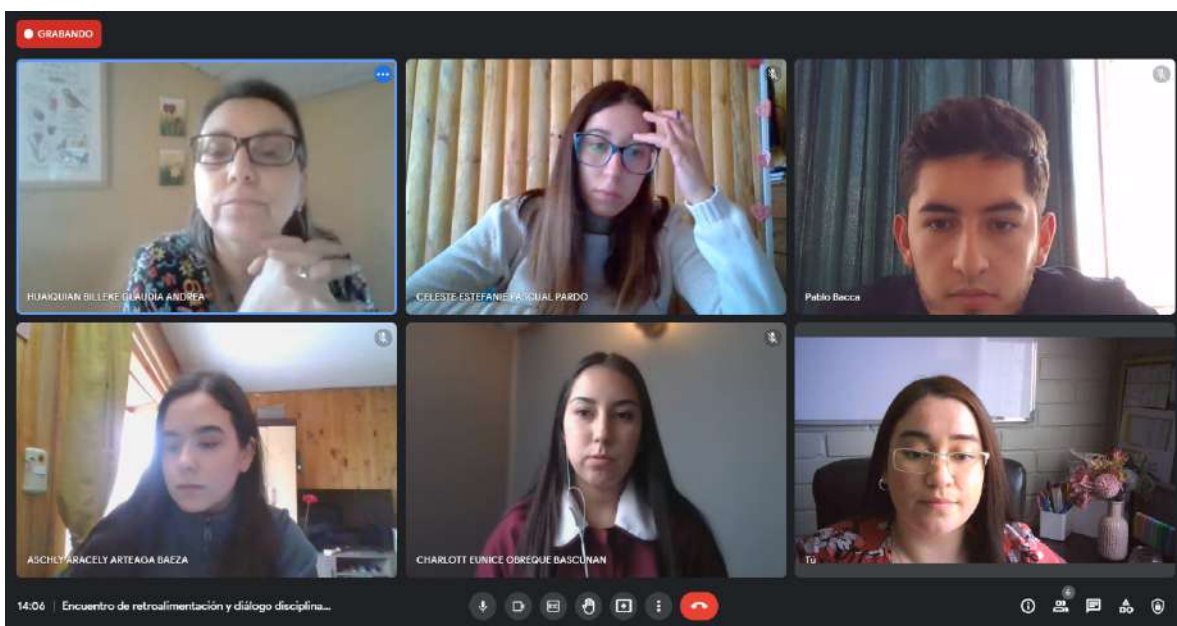 GRABANDO
HUAIQUIAN BILLEKE CLAUDIA ANDREA
CELESTE ESTEFANIE PASCUAL PARDO
Pablo Bacca
ASCHLY ARACELY ARTEAGA BAEZA
CHARLOTT EUNICE OBREQUE BASCUNAN
Tú
14:06 | Encuentro de retroalimentación y diálogo disciplina...
6